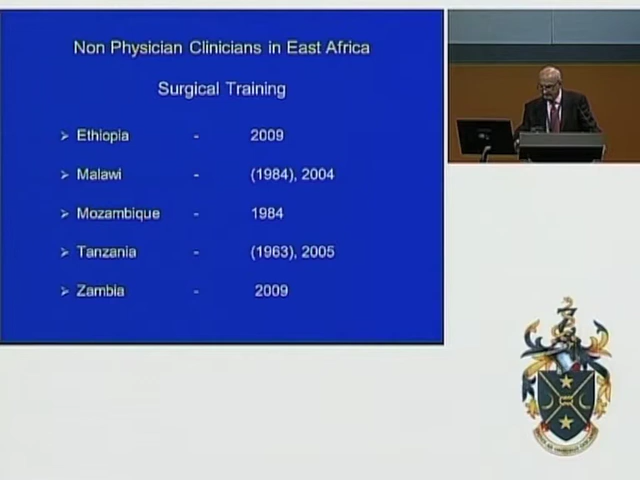 Non Physician Clinicians in East Africa
Surgical Training
➢ Ethiopia - 2009
➢ Malawi - (1984), 2004
➢ Mozambique - 1984
➢ Tanzania - (1963), 2005
➢ Zambia - 2009